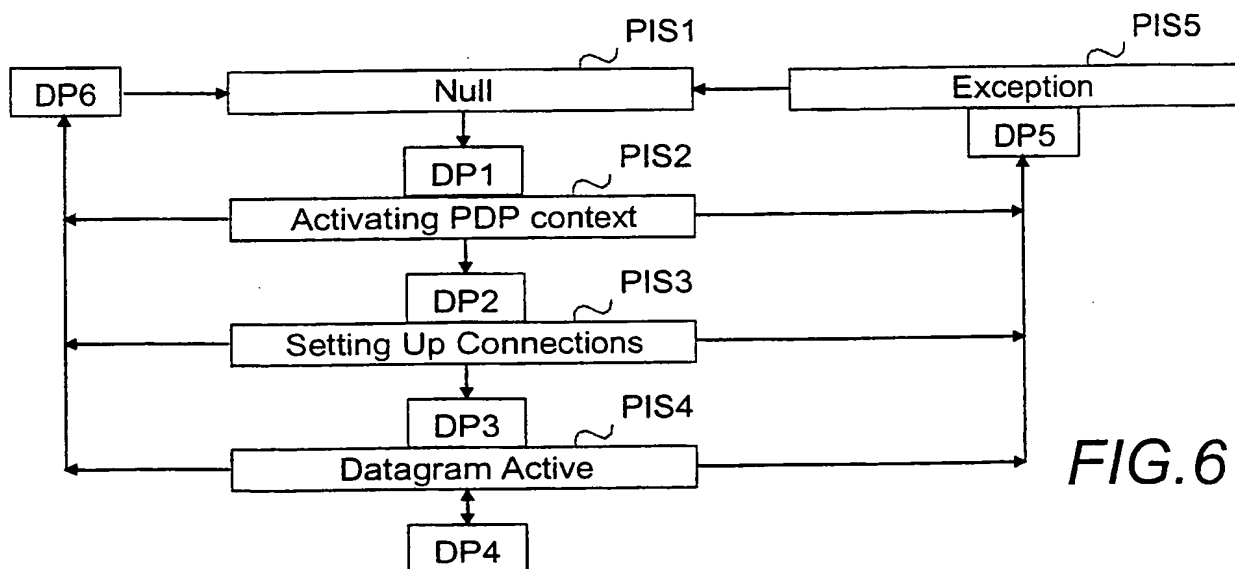 PIS1
PIS5
DP6
Null
Exception
DP5
DP1
PIS2
Activating PDP context
DP2
PIS3
Setting Up Connections
DP3
PIS4
Datagram Active
FIG.6
DP4